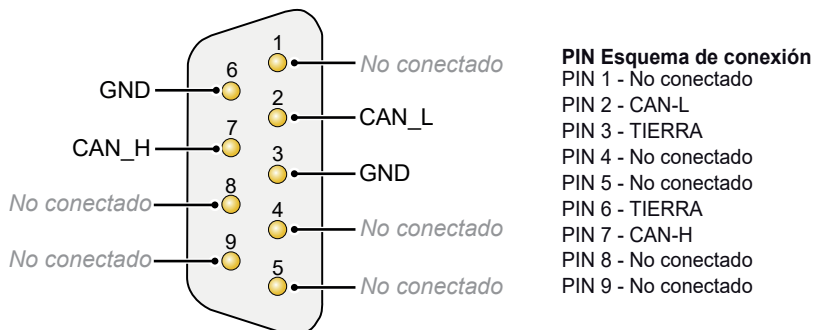 1
No conectado
6
GND
2
CAN_L
7
CAN_H
3
GND
8
No conectado
4
No conectado
9
No conectado
5
No conectado
PIN Esquema de conexión
PIN 1 - No conectado
PIN 2 - CAN-L
PIN 3 - TIERRA
PIN 4 - No conectado
PIN 5 - No conectado
PIN 6 - TIERRA
PIN 7 - CAN-H
PIN 8 - No conectado
PIN 9 - No conectado